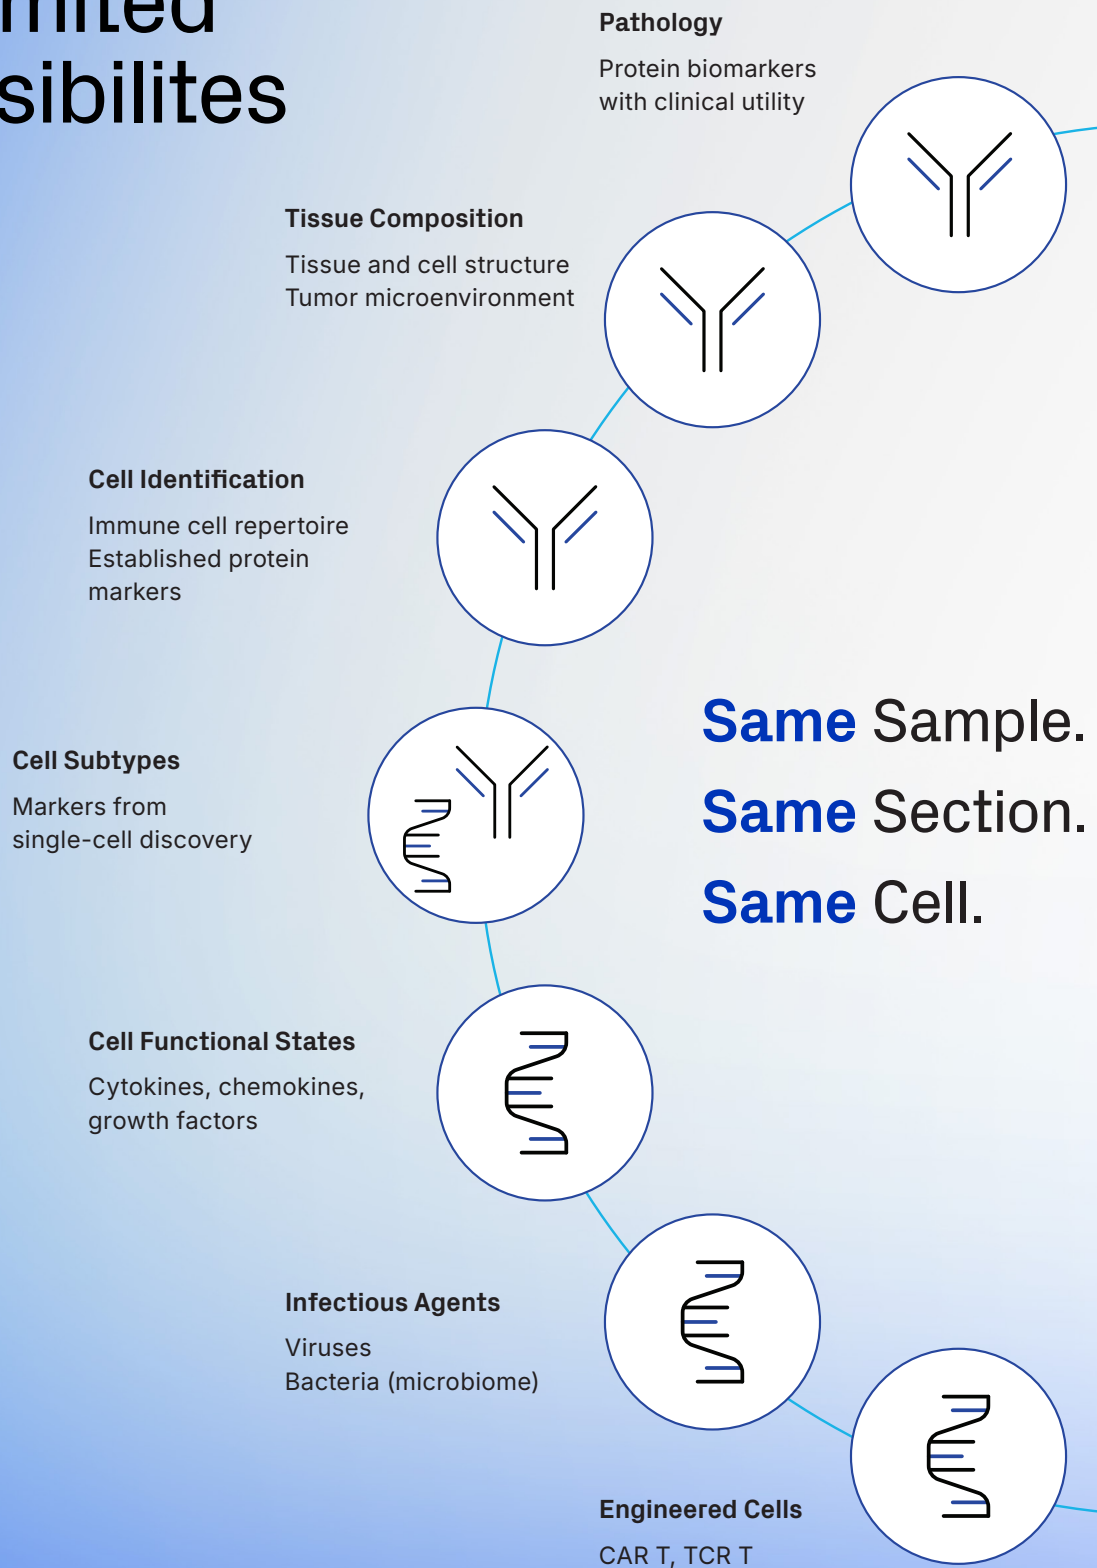 mited
sibilites
Pathology
Protein biomarkers
with clinical utility
Tissue Composition
Tissue and cell structure
Tumor microenvironment
Cell Identification
Immune cell repertoire
Established protein
markers
Same Sample.
Same Section.
Same Cell.
Cell Subtypes
Markers from
single-cell discovery
Cell Functional States
Cytokines, chemokines,
growth factors
Infectious Agents
Viruses
Bacteria (microbiome)
Engineered Cells
CAR T, TCR T